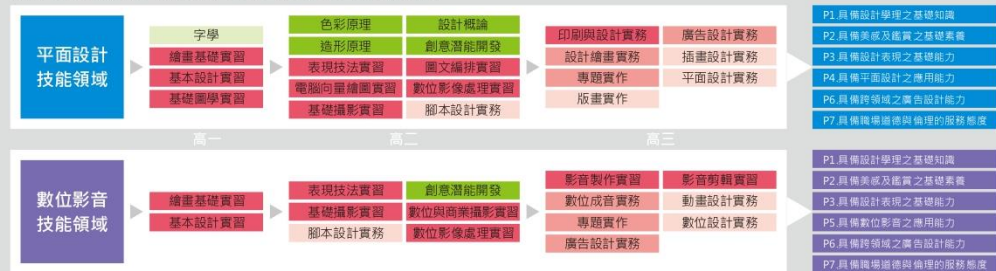 平面設計
技能領域
字學
繪畫基礎實習
基本設計實習
基礎圖學實習
色彩原理 設計概論
造形原理 創意潛能開發
表現技法實習 圖文編排實習
電腦向量繪圖實習 數位影像處理實習
基礎攝影實習 腳本設計實務
印刷與設計實務 廣告設計實務
設計繪畫實務 插畫設計實務
專題實作 平面設計實務
版畫實作
P1.具備設計學理之基礎知識
P2.具備美感及鑑賞之基礎素養
P3.具備設計表現之基礎能力
P4.具備平面設計之應用能力
P6.具備跨領域之廣告設計能力
P7.具備職場道德與倫理的服務態度
高一 高二 高三
數位影音
技能領域
繪畫基礎實習
基本設計實習
表現技法實習 創意潛能開發
基礎攝影實習 數位與商業攝影實習
腳本設計實務 數位影像處理實習
影音製作實習 影音剪輯實習
數位成音實務 動畫設計實務
專題實作 數位設計實務
廣告設計實務
P1.具備設計學理之基礎知識
P2.具備美感及鑑賞之基礎素養
P3.具備設計表現之基礎能力
P5.具備數位影音之應用能力
P6.具備跨領域之廣告設計能力
P7.具備職場道德與倫理的服務態度